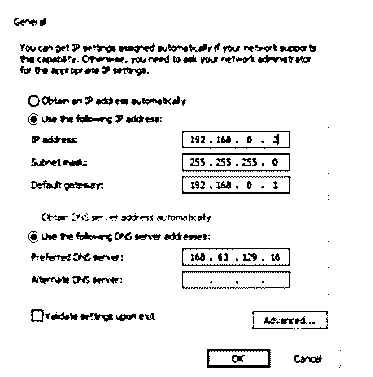 General
You can get IP settings assigned automatically if your network supports
this capability. Otherwise, you need to ask your network administrator
for the appropriate IP settings.
Obtain an IP address automatically
Use the following IP address:
IP address: 192 . 168 . 0 .
Subnet mask: 255 . 255 . 255 . 0
Default gateway: 192 . 168 . 0 . 1
Obtain DNS server address automatically
Use the following DNS server addresses:
Preferred DNS server: 168 . 63 . 129 . 16
Alternate DNS server: . . .
Validate settings upon exit
Advanced...
OK Cancel